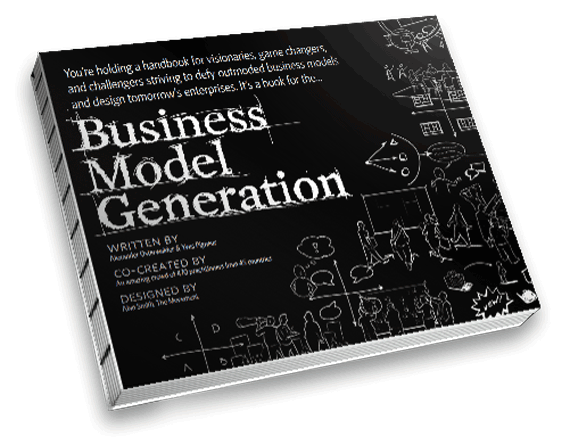 You're holding a handbook for visionaries, game changers,
and challengers striving to defy outmoded business models
and design tomorrow's enterprises. It's a book for the...
Business
Model
Generation
WRITTEN BY
Alexander Osterwalder & Yves Pigneur
CO-CREATED BY
An amazing crowd of 470 practitioners from 45 countries
DESIGNED BY
Alan Smith, The Movement
C D
A B
YEW!